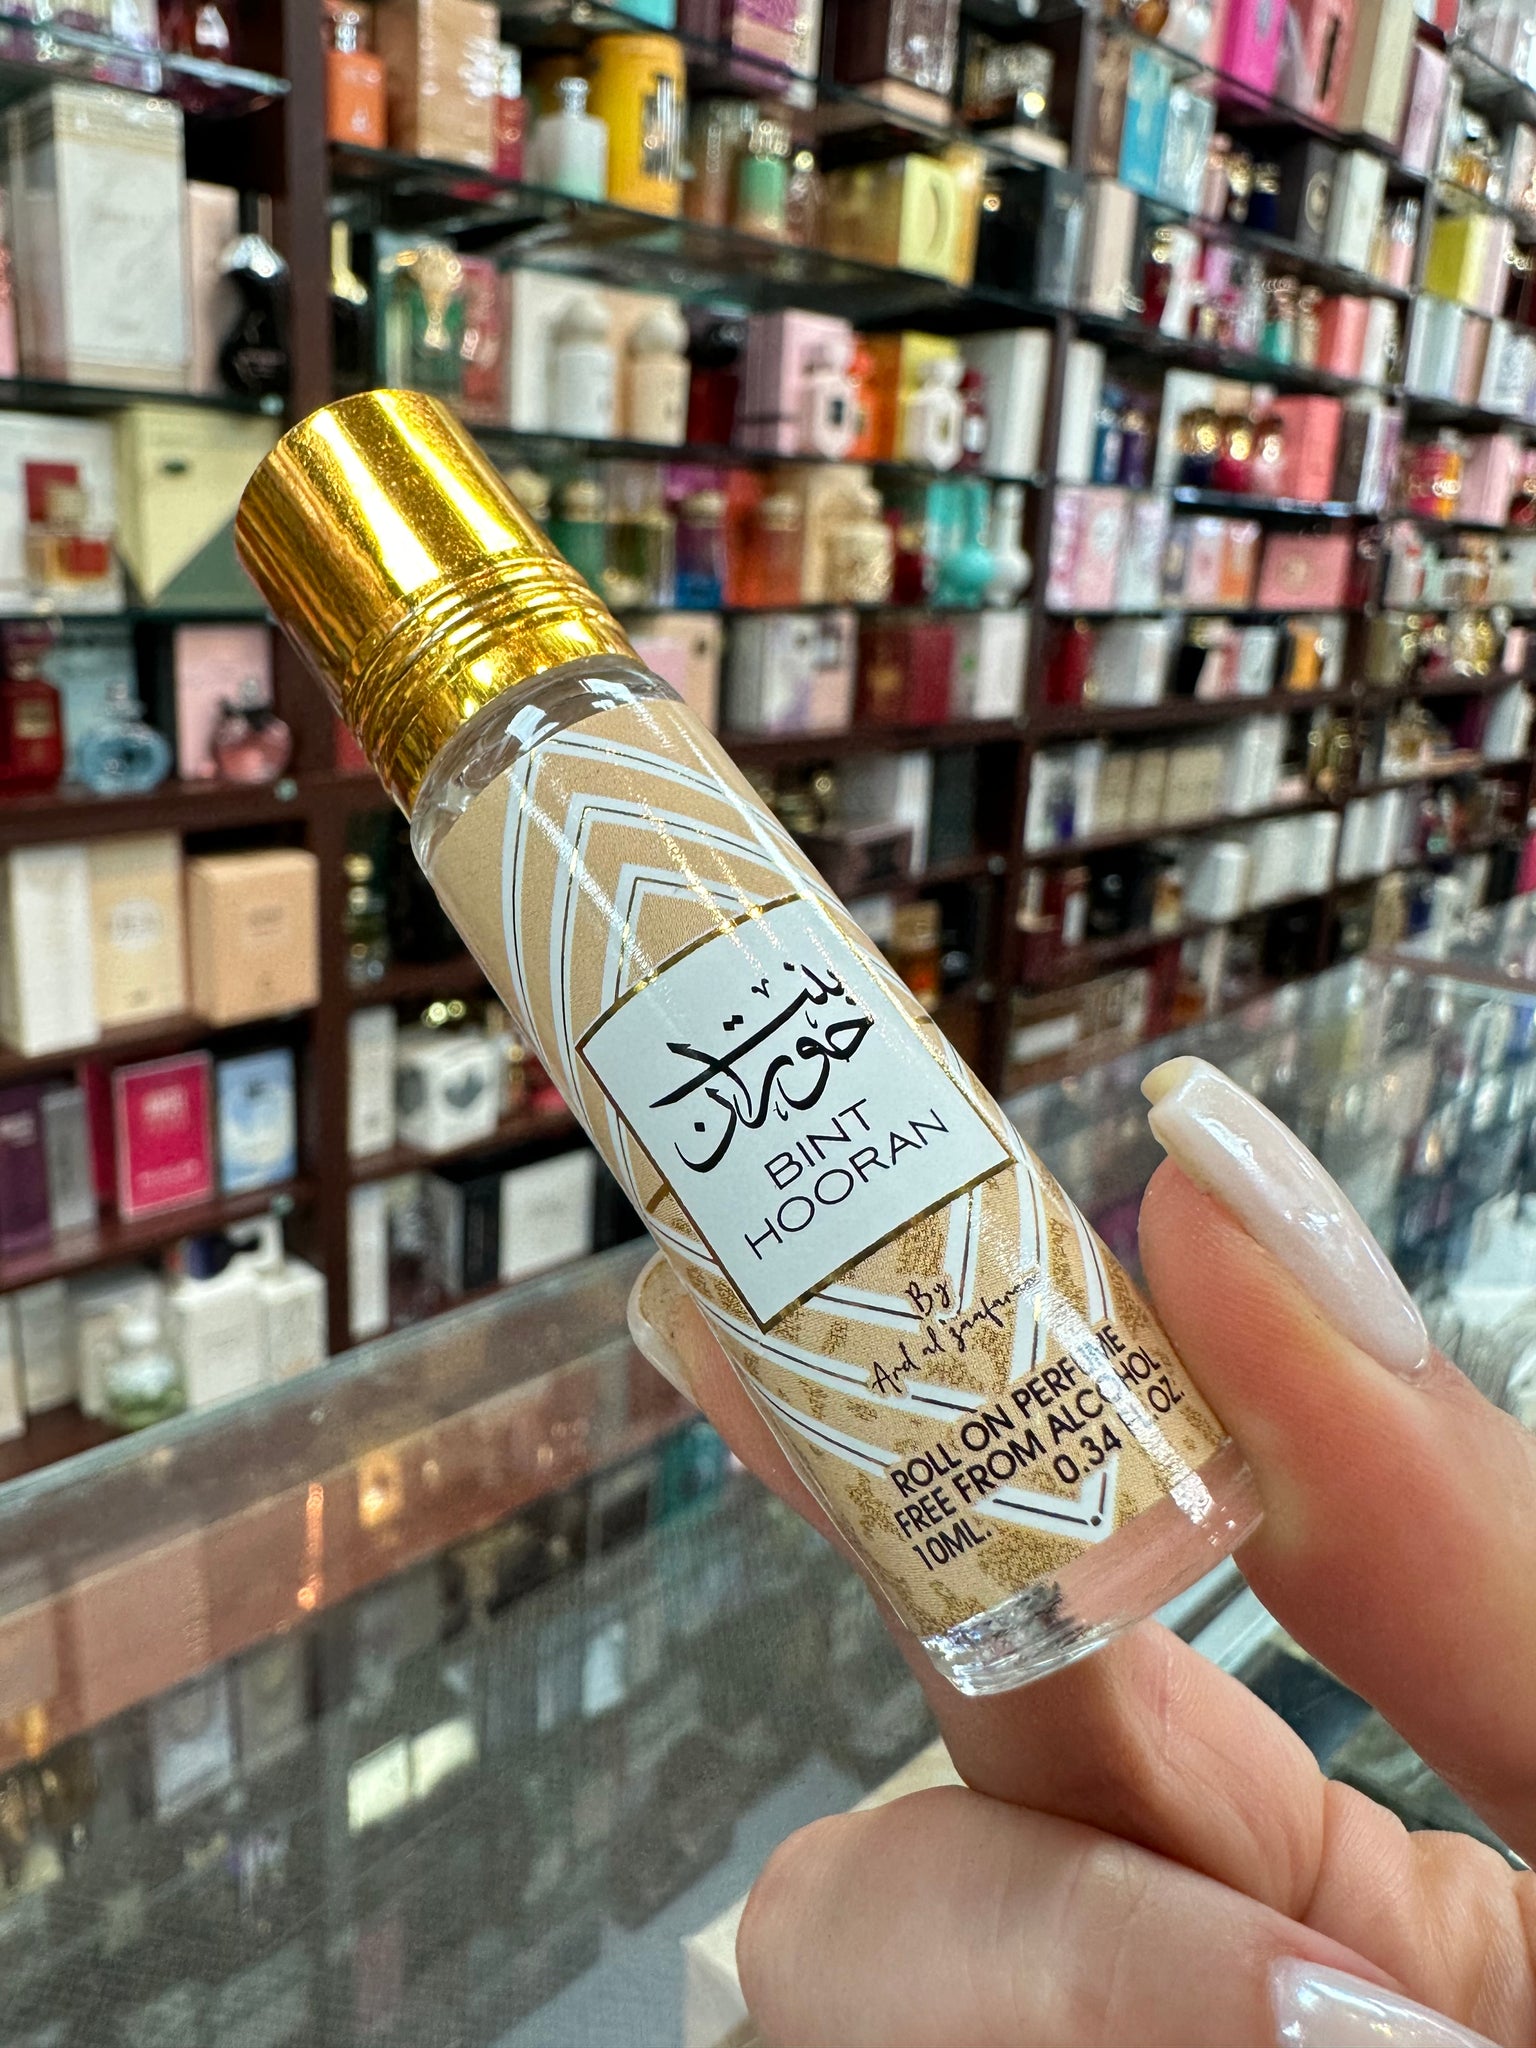 بنت
حوران
BINT
HOORAN
By
Ard al zaafaran
ROLL ON PERFUME
FREE FROM ALCOHOL
10ML. 0.34 FL.OZ.